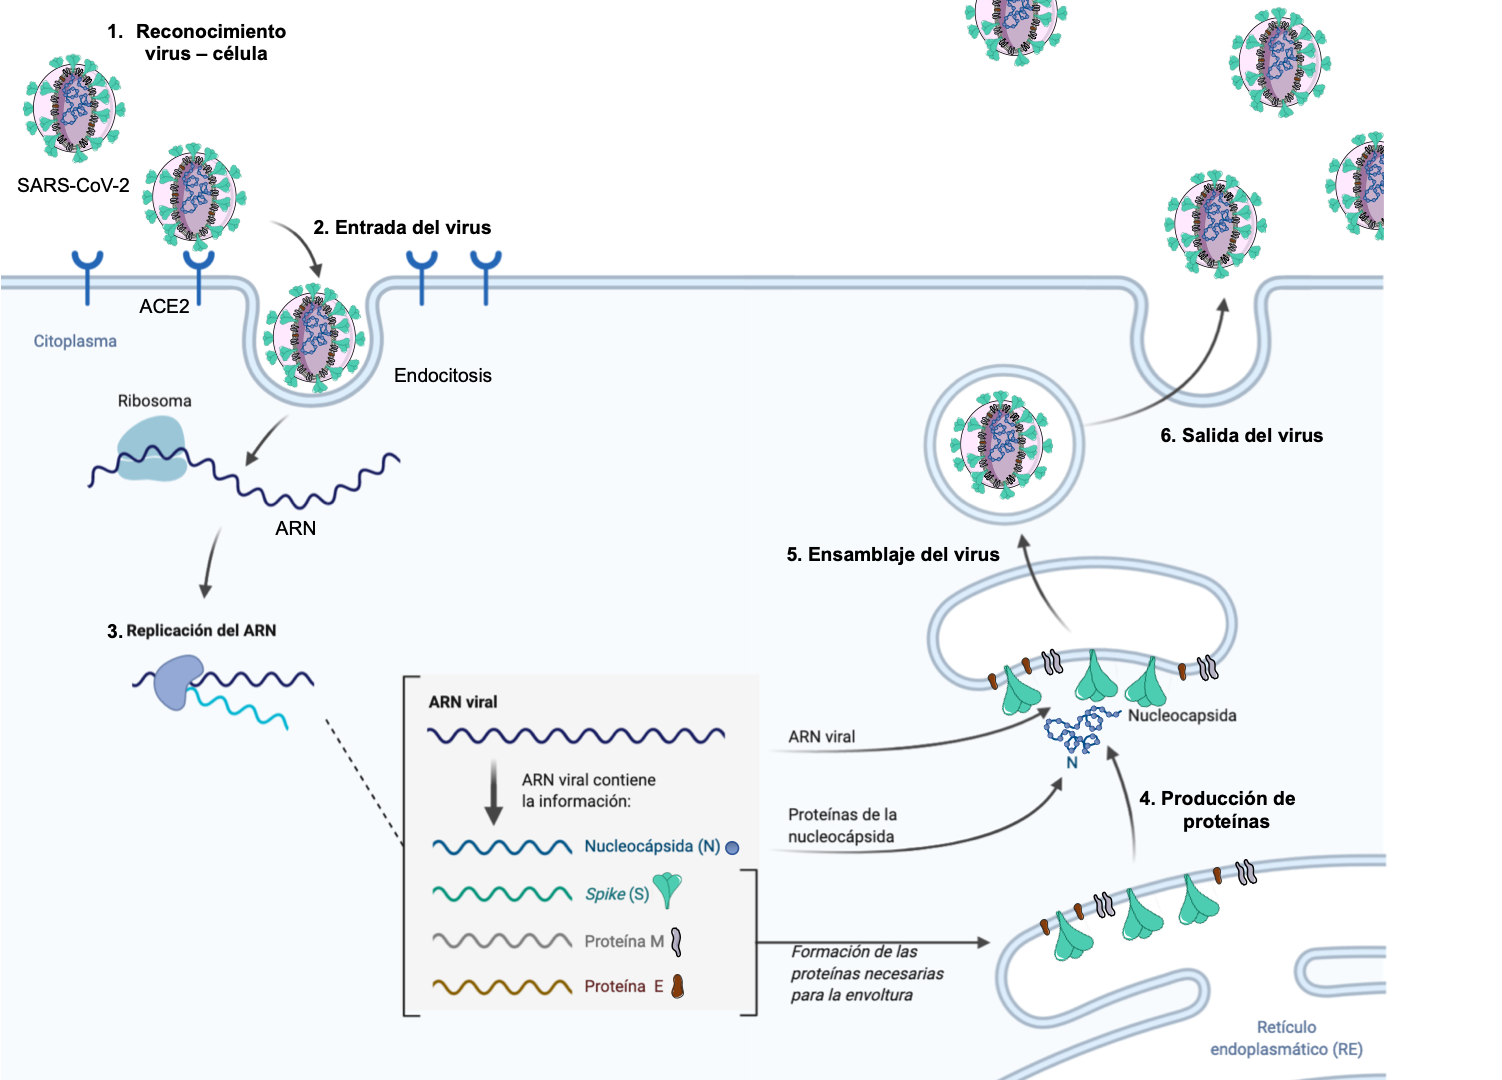 1. Reconocimiento
virus – célula
SARS-CoV-2
2. Entrada del virus
ACE2
Citoplasma
Endocitosis
Ribosoma
ARN
3. Replicación del ARN
ARN viral
ARN viral contiene
la información:
Nucleocápsida (N)
Spike (S)
Proteína M
Proteína E
ARN viral
Proteínas de la
nucleocápsida
Formación de las
proteínas necesarias
para la envoltura
4. Producción de
proteínas
Nucleocapsida
N
Retículo
endoplasmático (RE)
5. Ensamblaje del virus
6. Salida del virus